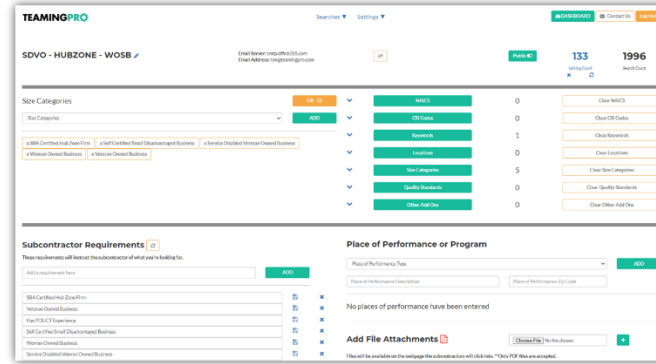 TEAMINGPRO
Searches ▼ Settings ▼
DASHBOARD Contact Us Log Out
SDVO - HUBZONE - WOSB
Email Server: smtp.office365.com
Email Address: tim@teamingpro.com
Public
133
Vetting Count
1996
Search Count
Size Categories
OR
Size Categories
ADD
x SBA Certified Hub Zone Firm x Self Certified Small Disadvantaged Business x Service Disabled Veteran Owned Business
x Woman Owned Business x Veteran Owned Business
NAICS 0 Clear NAICS
CB Codes 0 Clear CB Codes
Keywords 1 Clear Keywords
Locations 0 Clear Locations
Size Categories 5 Clear Size Categories
Quality Standards 0 Clear Quality Standards
Other Add Ons 0 Clear Other Add Ons
Subcontractor Requirements
These requirements will instruct the subcontractor of what you're looking for.
Add a requirement here
ADD
SBA Certified Hub Zone Firm
Veteran Owned Business
Has POLICY Experience
Self Certified Small Disadvantaged Business
Woman Owned Business
Service Disabled Veteran Owned Business
Place of Performance or Program
Place of Performance Type
ADD
Place of Performance Description
Place of Performance Zip Code
No places of performance have been entered
Add File Attachments
Choose File No file chosen
+
Files will be available on the webpage the subcontractors will click into. **Only PDF files are accepted.